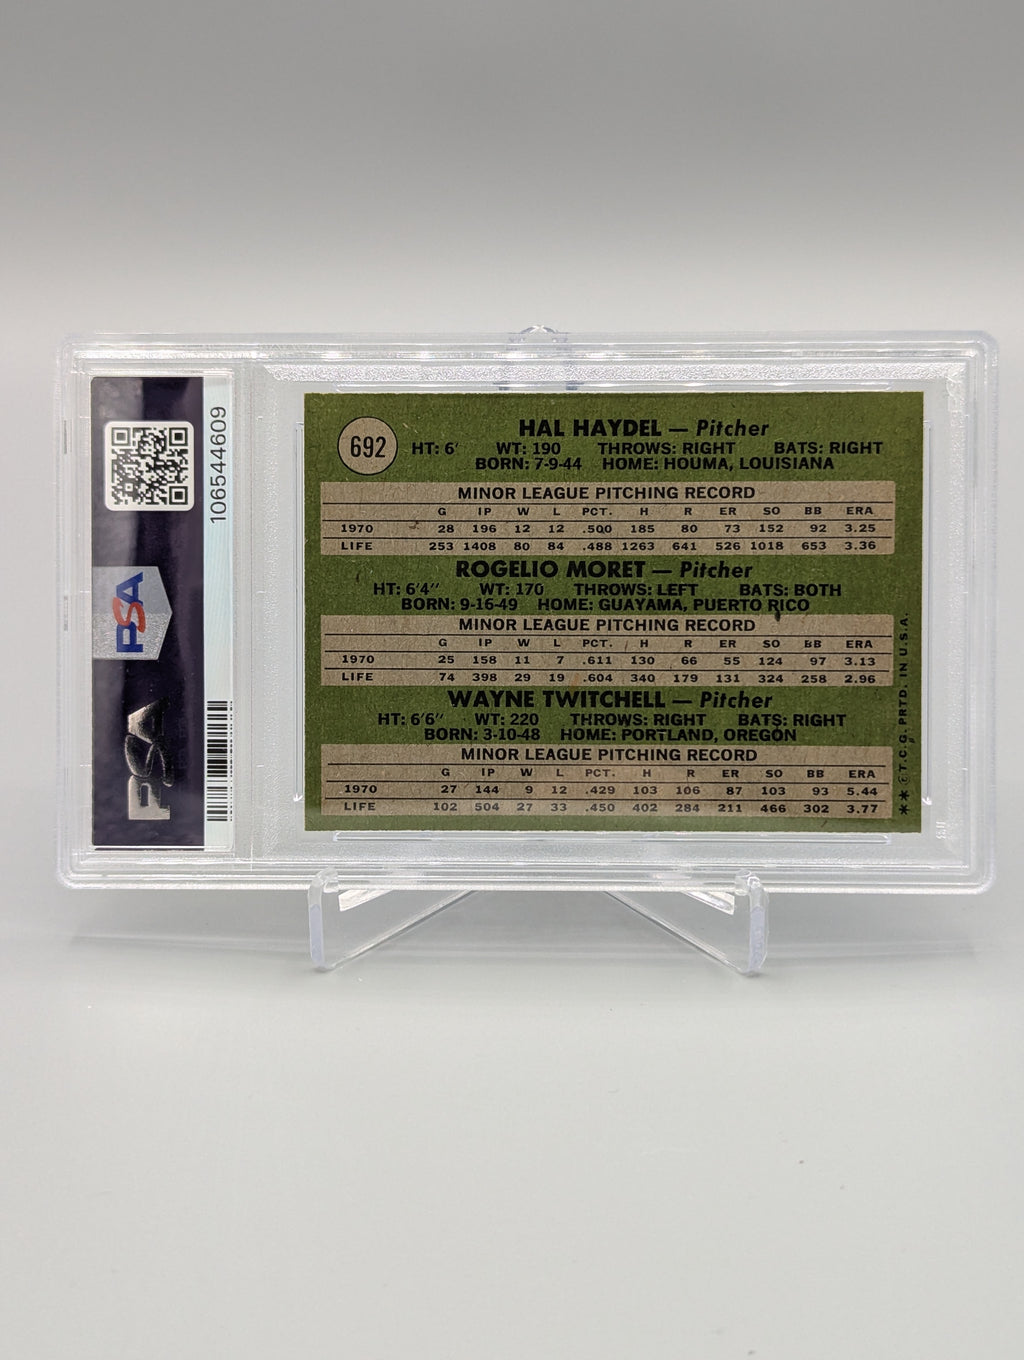 PSA
PSA
106544609
692
HAL HAYDEL — Pitcher
HT: 6' WT: 190 THROWS: RIGHT BATS: RIGHT
BORN: 7-9-44 HOME: HOUMA, LOUISIANA
MINOR LEAGUE PITCHING RECORD
G IP W L PCT. H R ER SO BB ERA
1970 28 196 12 12 .500 185 80 73 152 92 3.25
LIFE 253 1408 80 84 .488 1263 641 526 1018 653 3.36
ROGELIO MORET — Pitcher
HT: 6'4" WT: 170 THROWS: LEFT BATS: BOTH
BORN: 9-16-49 HOME: GUAYAMA, PUERTO RICO
MINOR LEAGUE PITCHING RECORD
G IP W L PCT. H R ER SO BB ERA
1970 25 158 11 7 .611 130 66 55 124 97 3.13
LIFE 74 398 29 19 .604 340 179 131 324 258 2.96
WAYNE TWITCHELL — Pitcher
HT: 6'6" WT: 220 THROWS: RIGHT BATS: RIGHT
BORN: 3-10-48 HOME: PORTLAND, OREGON
MINOR LEAGUE PITCHING RECORD
G IP W L PCT. H R ER SO BB ERA
1970 27 144 9 12 .429 103 106 87 103 93 5.44
LIFE 102 504 27 33 .450 402 284 211 466 302 3.77
** © T.C.G. PRTD. IN U.S.A.